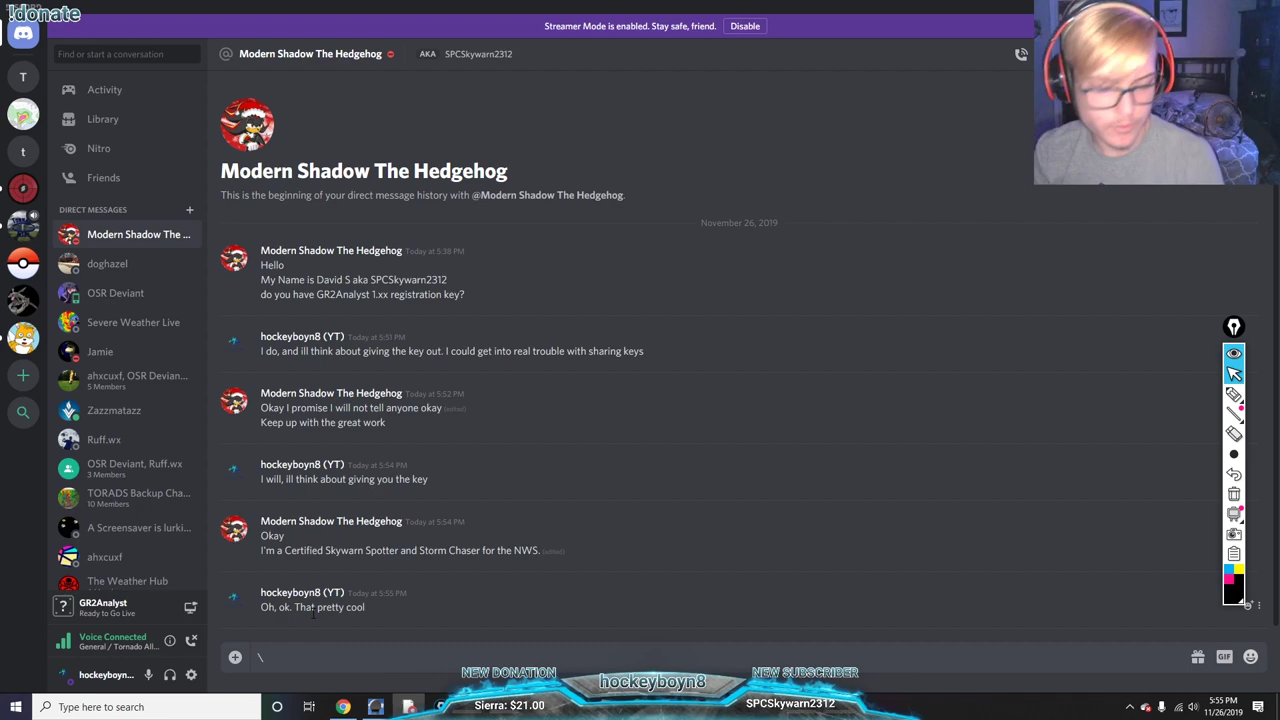 !donate
Streamer Mode is enabled. Stay safe, friend.
Disable
Find or start a conversation
@ Modern Shadow The Hedgehog
AKA SPCSkywarn2312
T
t
Activity
Library
Nitro
Friends
DIRECT MESSAGES
Modern Shadow The ...
doghazel
OSR Deviant
Severe Weather Live
Jamie
ahxcuxf, OSR Devian...
5 Members
Zazzmatazz
Ruff.wx
OSR Deviant, Ruff.wx
3 Members
TORADS Backup Cha...
10 Members
A Screensaver is lurki...
ahxcuxf
The Weather Hub
GR2Analyst
Ready to Go Live
Voice Connected
General / Tornado All...
hockeyboyn...
Modern Shadow The Hedgehog
This is the beginning of your direct message history with @Modern Shadow The Hedgehog.
November 26, 2019
Modern Shadow The Hedgehog Today at 5:38 PM
Hello
My Name is David S aka SPCSkywarn2312
do you have GR2Analyst 1.xx registration key?
hockeyboyn8 (YT) Today at 5:51 PM
I do, and ill think about giving the key out. I could get into real trouble with sharing keys
Modern Shadow The Hedgehog Today at 5:52 PM
Okay I promise I will not tell anyone okay (edited)
Keep up with the great work
hockeyboyn8 (YT) Today at 5:54 PM
I will, ill think about giving you the key
Modern Shadow The Hedgehog Today at 5:54 PM
Okay
I'm a Certified Skywarn Spotter and Storm Chaser for the NWS. (edited)
hockeyboyn8 (YT) Today at 5:55 PM
Oh, ok. That pretty cool
\
GIF
NEW DONATION
hockeyboyn8
NEW SUBSCRIBER
Sierra: $21.00
SPCSkywarn2312
Type here to search
5:55 PM
11/26/2019